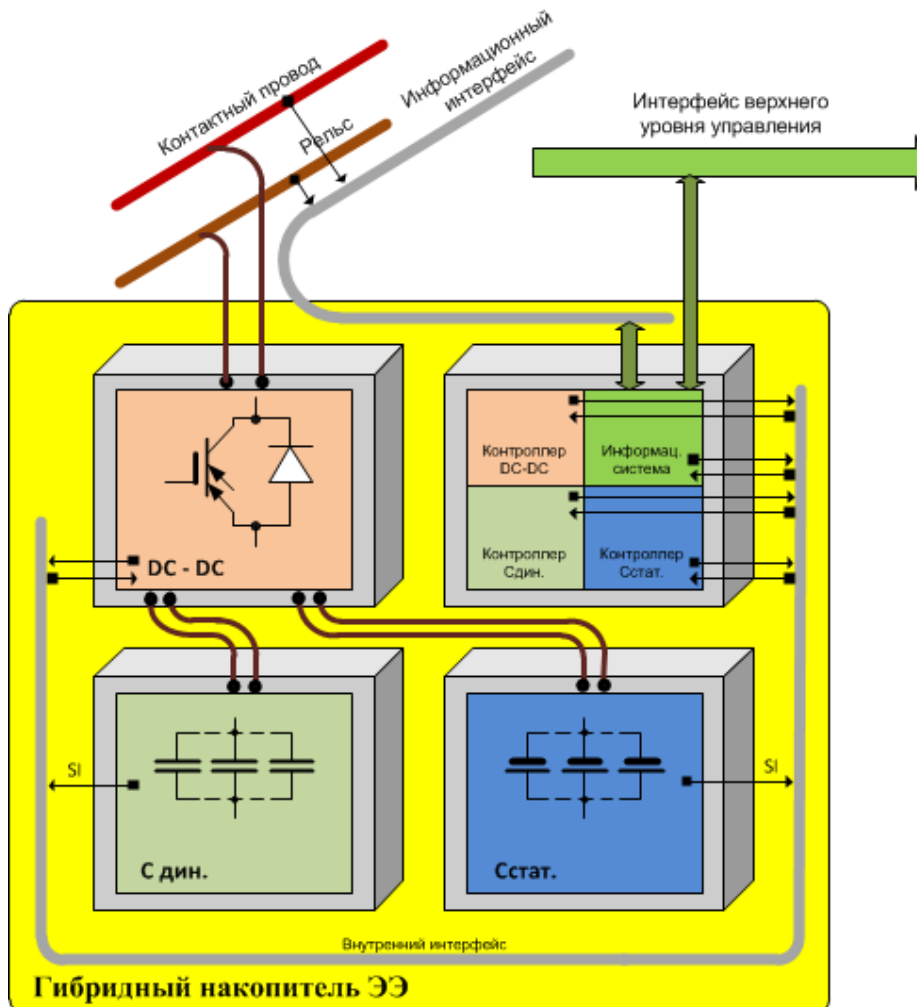 Контактный провод
Рельс
Информационный
интерфейс
Интерфейс верхнего
уровня управления
Контроллер
DC-DC
Информац.
система
Контроллер
Сдин.
Контроллер
Сстат.
DC - DC
SI
SI
С дин.
Сстат.
Внутренний интерфейс
Гибридный накопитель ЭЭ